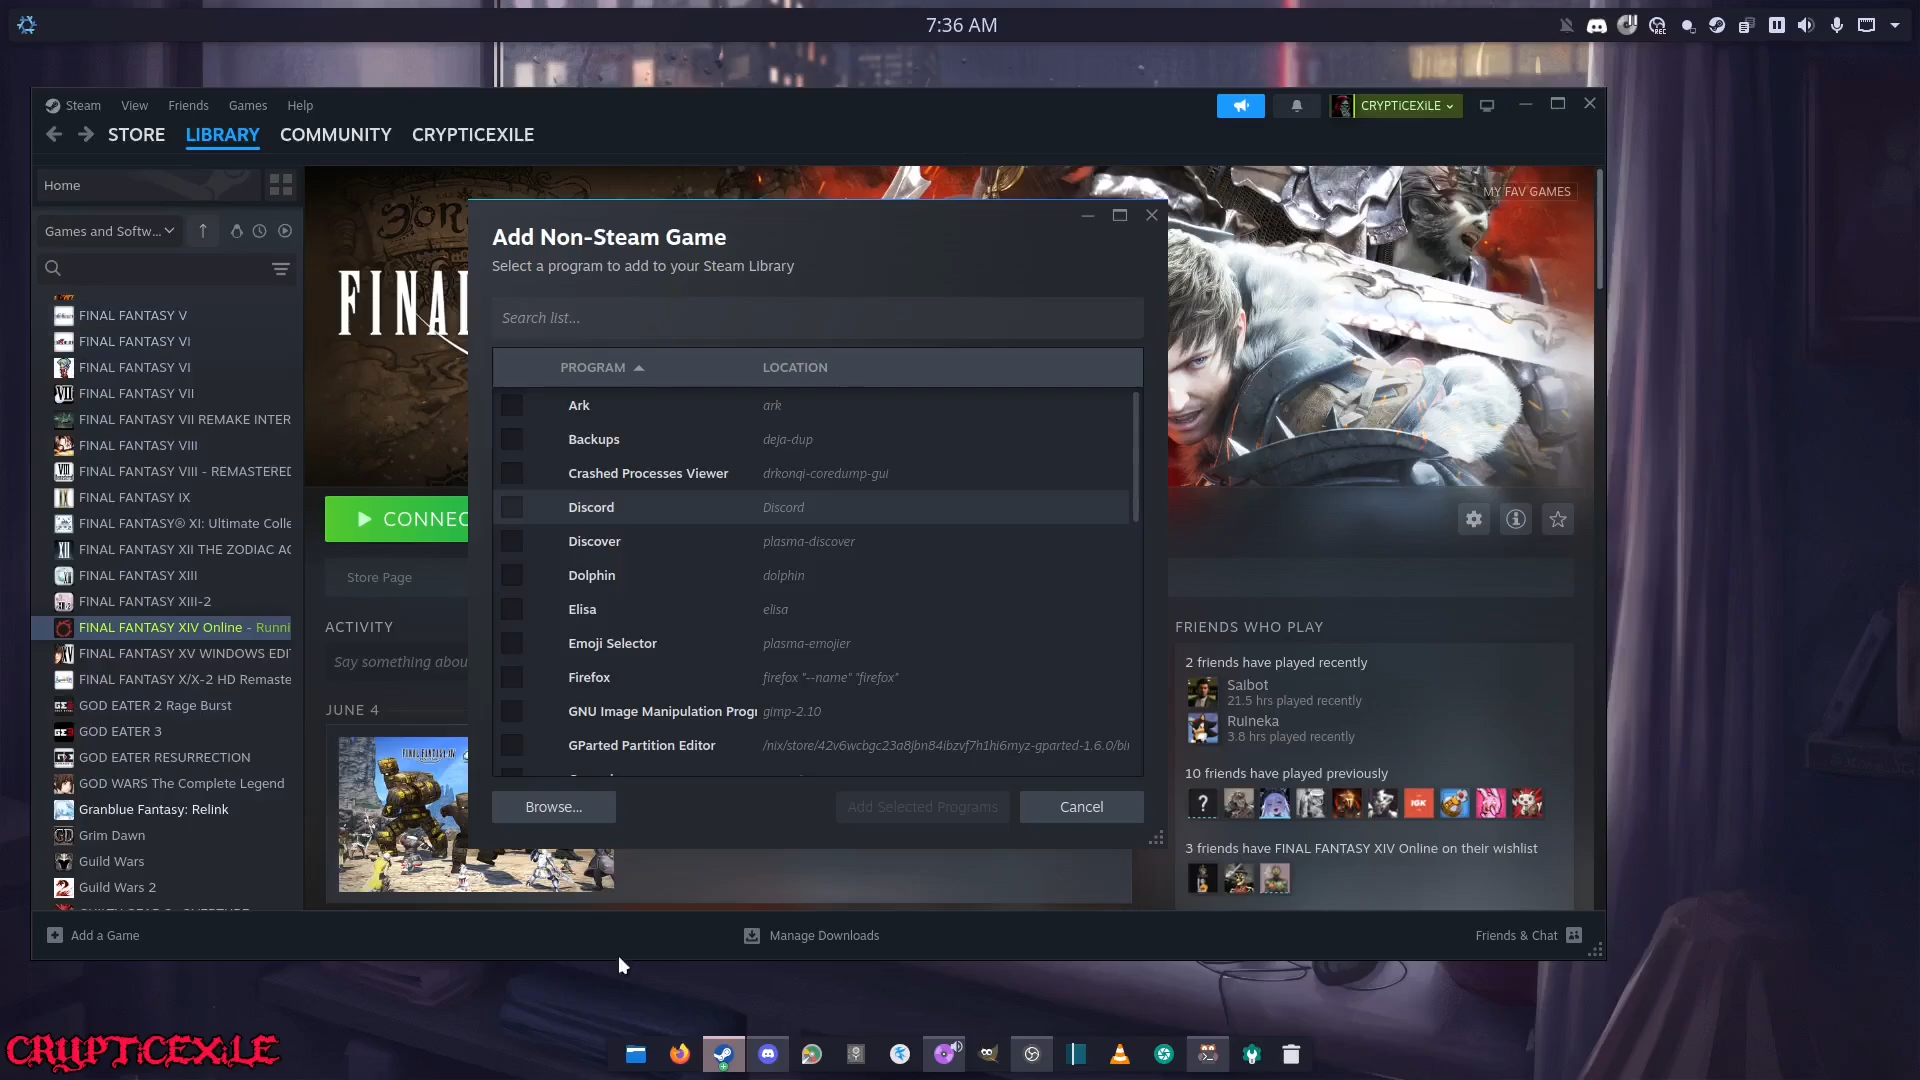 7:36 AM
REC
Steam
View
Friends
Games
Help
CRYPTICEXILE
STORE
LIBRARY
COMMUNITY
CRYPTICEXILE
Home
Games and Softw...
FINAL FANTASY V
FINAL FANTASY VI
FINAL FANTASY VI
FINAL FANTASY VII
FINAL FANTASY VII REMAKE INTER
FINAL FANTASY VIII
FINAL FANTASY VIII - REMASTERED
FINAL FANTASY IX
FINAL FANTASY® XI: Ultimate Colle
FINAL FANTASY XII THE ZODIAC AG
FINAL FANTASY XIII
FINAL FANTASY XIII-2
FINAL FANTASY XIV Online - Runni
FINAL FANTASY XV WINDOWS EDI
FINAL FANTASY X/X-2 HD Remaste
GOD EATER 2 Rage Burst
GOD EATER 3
GOD EATER RESURRECTION
GOD WARS The Complete Legend
Granblue Fantasy: Relink
Grim Dawn
Guild Wars
Guild Wars 2
MY FAV GAMES
FINAL
CONNEC
Store Page
ACTIVITY
Say something abou
JUNE 4
FINAL FANTASY XIV
Add Non-Steam Game
Select a program to add to your Steam Library
Search list...
PROGRAM LOCATION
Ark ark
Backups deja-dup
Crashed Processes Viewer drkonqi-coredump-gui
Discord Discord
Discover plasma-discover
Dolphin dolphin
Elisa elisa
Emoji Selector plasma-emojier
Firefox firefox "--name" "firefox"
GNU Image Manipulation Progr gimp-2.10
GParted Partition Editor /nix/store/42v6wcbgc23a8jbn84ibzvf7h1hi6myz-gparted-1.6.0/bin
Browse...
Add Selected Programs
Cancel
FRIENDS WHO PLAY
2 friends have played recently
Saibot
21.5 hrs played recently
Ruineka
3.8 hrs played recently
10 friends have played previously
?
IGK
3 friends have FINAL FANTASY XIV Online on their wishlist
Add a Game
Manage Downloads
Friends & Chat
CRYPTICEXILE